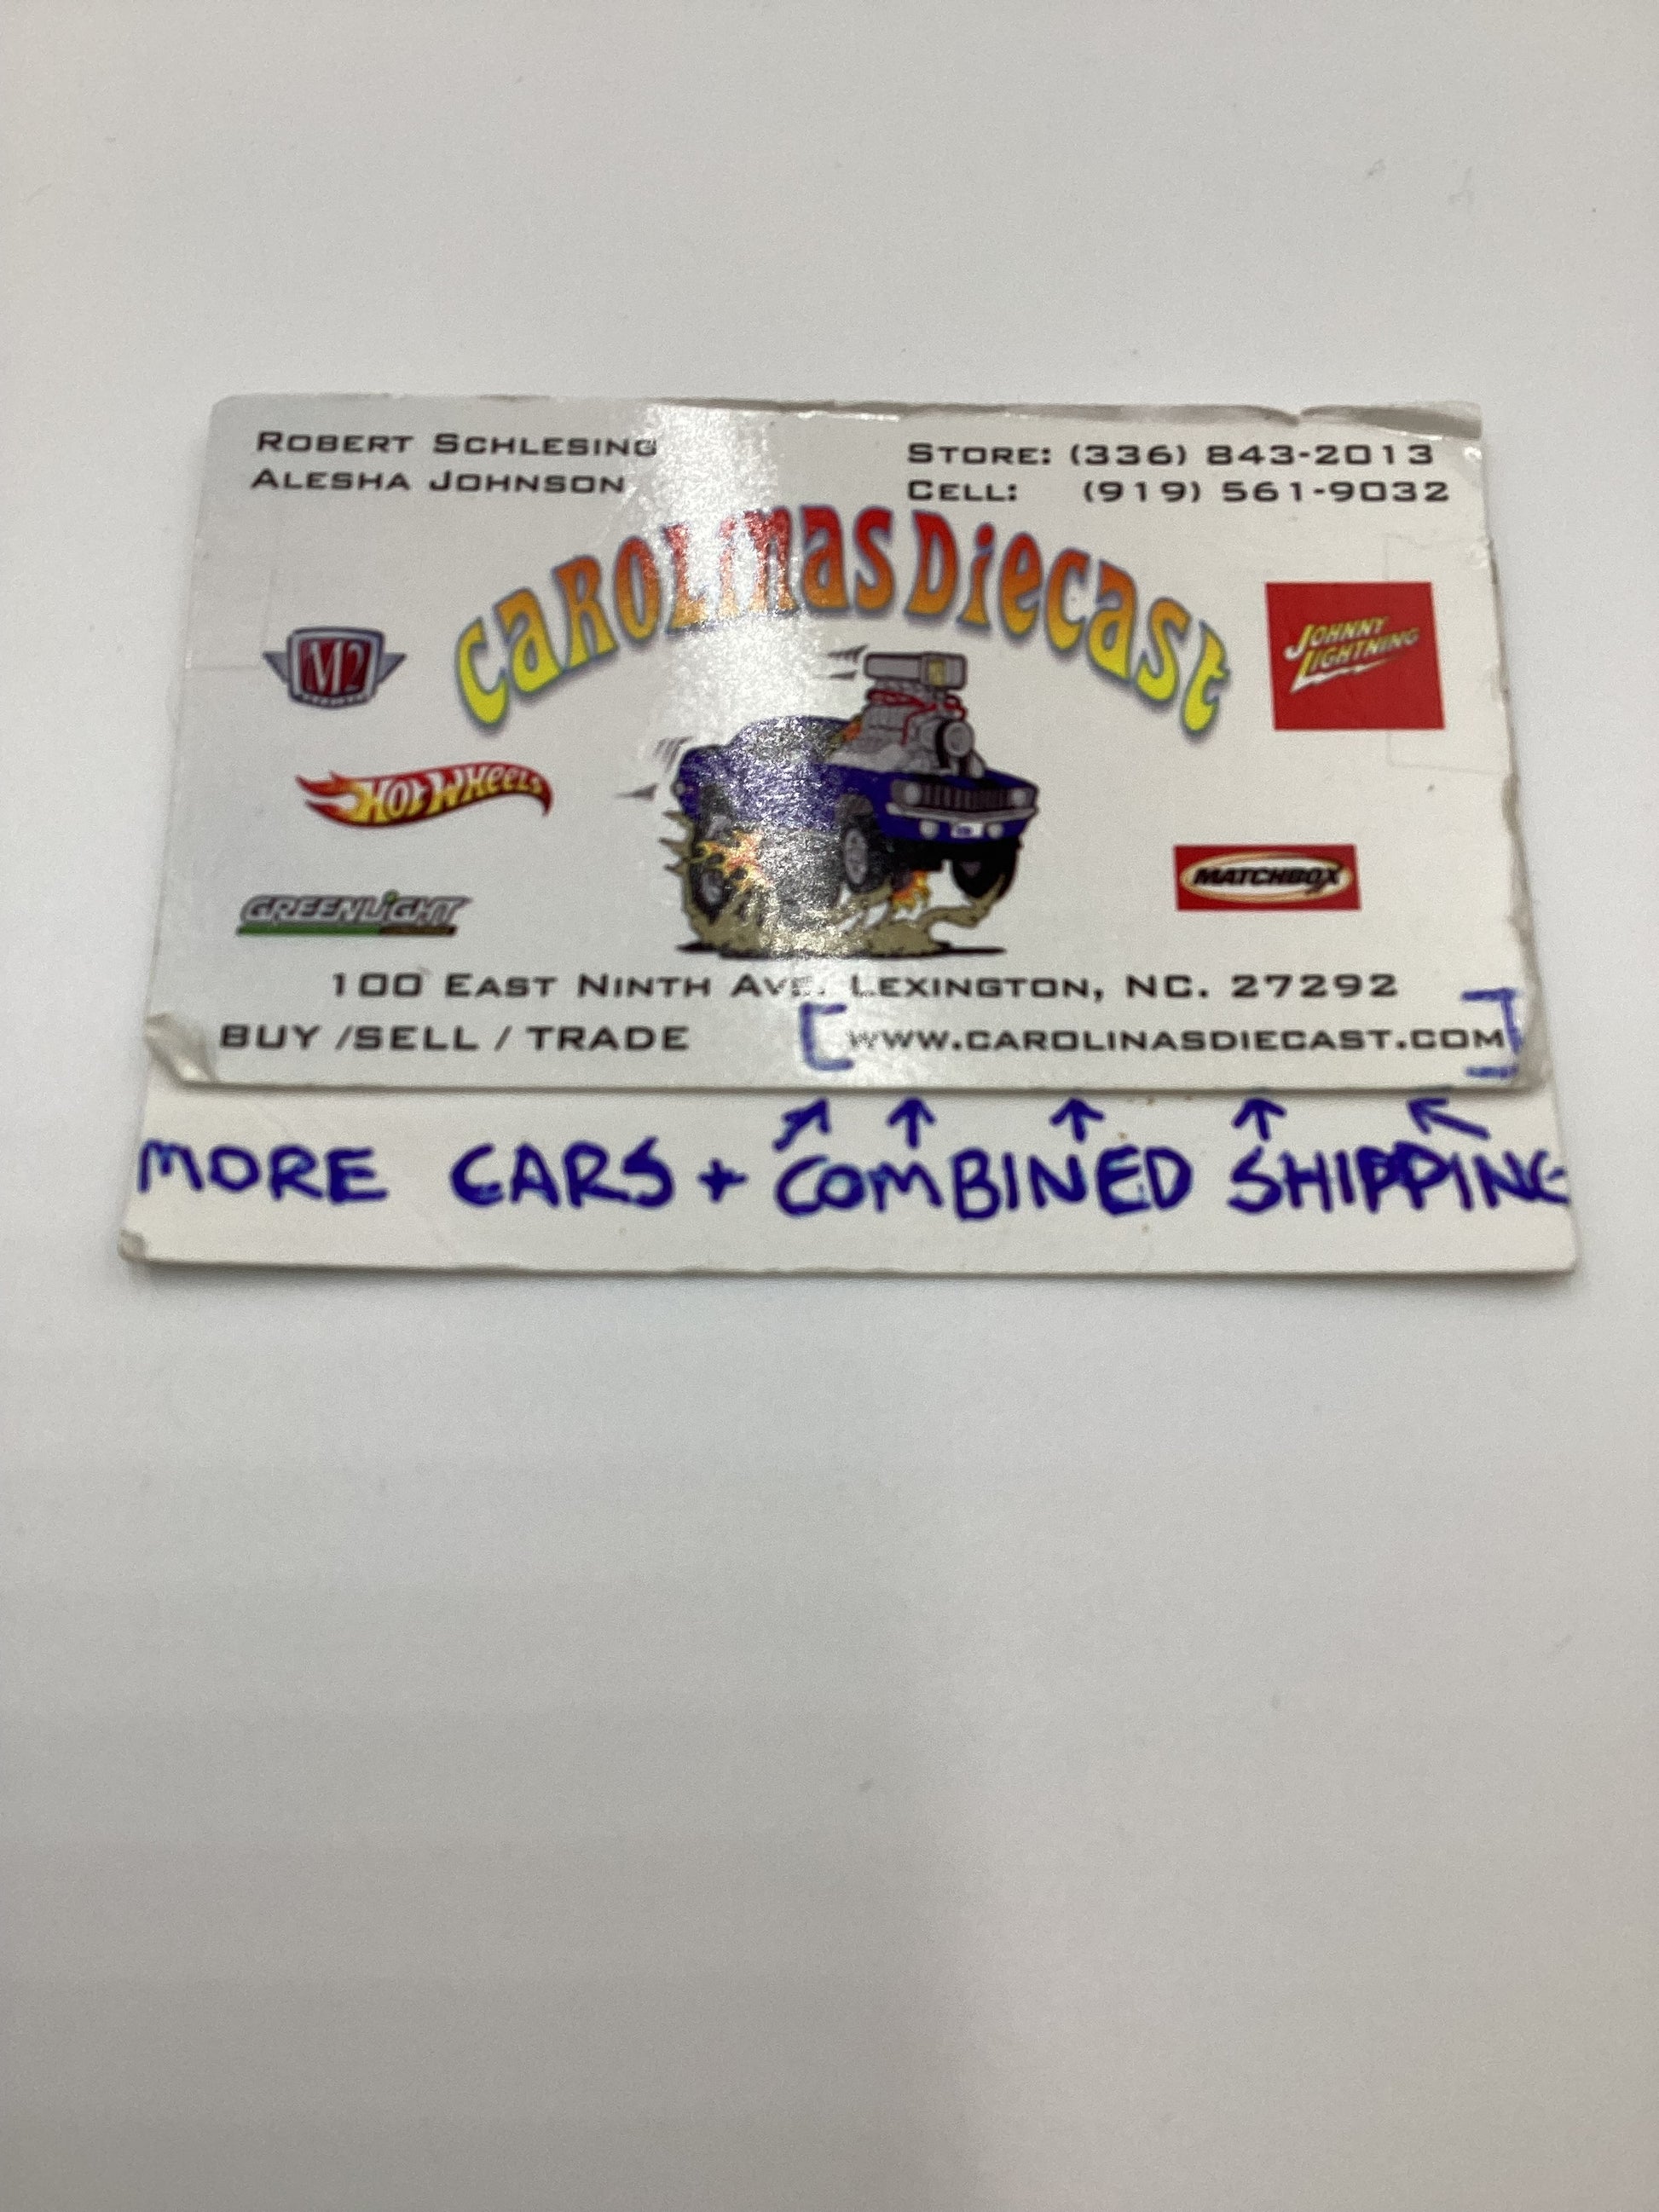 ROBERT SCHLESING
ALESHA JOHNSON
STORE: (336) 843-2013
CELL: (919) 561-9032
CAROLINAS DIECAST
M2
JOHNNY LIGHTNING
HOT WHEELS
MATCHBOX
GREENLIGHT
100 EAST NINTH AVE. LEXINGTON, NC. 27292
BUY /SELL / TRADE [WWW.CAROLINASDIECAST.COM]
↗ ↑ ↑ ↑ ↖
MORE CARS + COMBINED SHIPPING